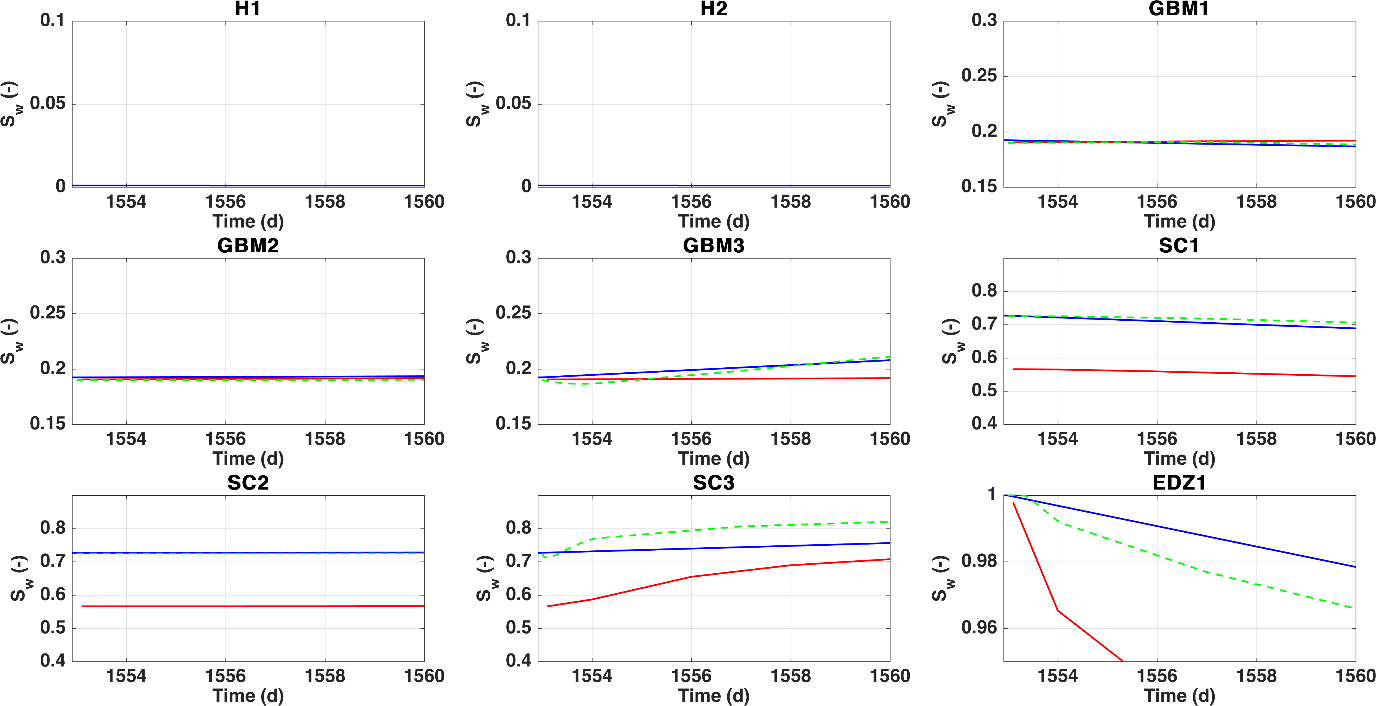 H1
0.1
0.05
0
S_w (-)
1554 1556 1558 1560
Time (d)
H2
0.1
0.05
0
S_w (-)
1554 1556 1558 1560
Time (d)
GBM1
0.3
0.25
0.2
0.15
S_w (-)
1554 1556 1558 1560
Time (d)
GBM2
0.3
0.25
0.2
0.15
S_w (-)
1554 1556 1558 1560
Time (d)
GBM3
0.3
0.25
0.2
0.15
S_w (-)
1554 1556 1558 1560
Time (d)
SC1
0.8
0.7
0.6
0.5
0.4
S_w (-)
1554 1556 1558 1560
Time (d)
SC2
0.8
0.7
0.6
0.5
0.4
S_w (-)
1554 1556 1558 1560
Time (d)
SC3
0.8
0.7
0.6
0.5
0.4
S_w (-)
1554 1556 1558 1560
Time (d)
EDZ1
1
0.98
0.96
S_w (-)
1554 1556 1558 1560
Time (d)